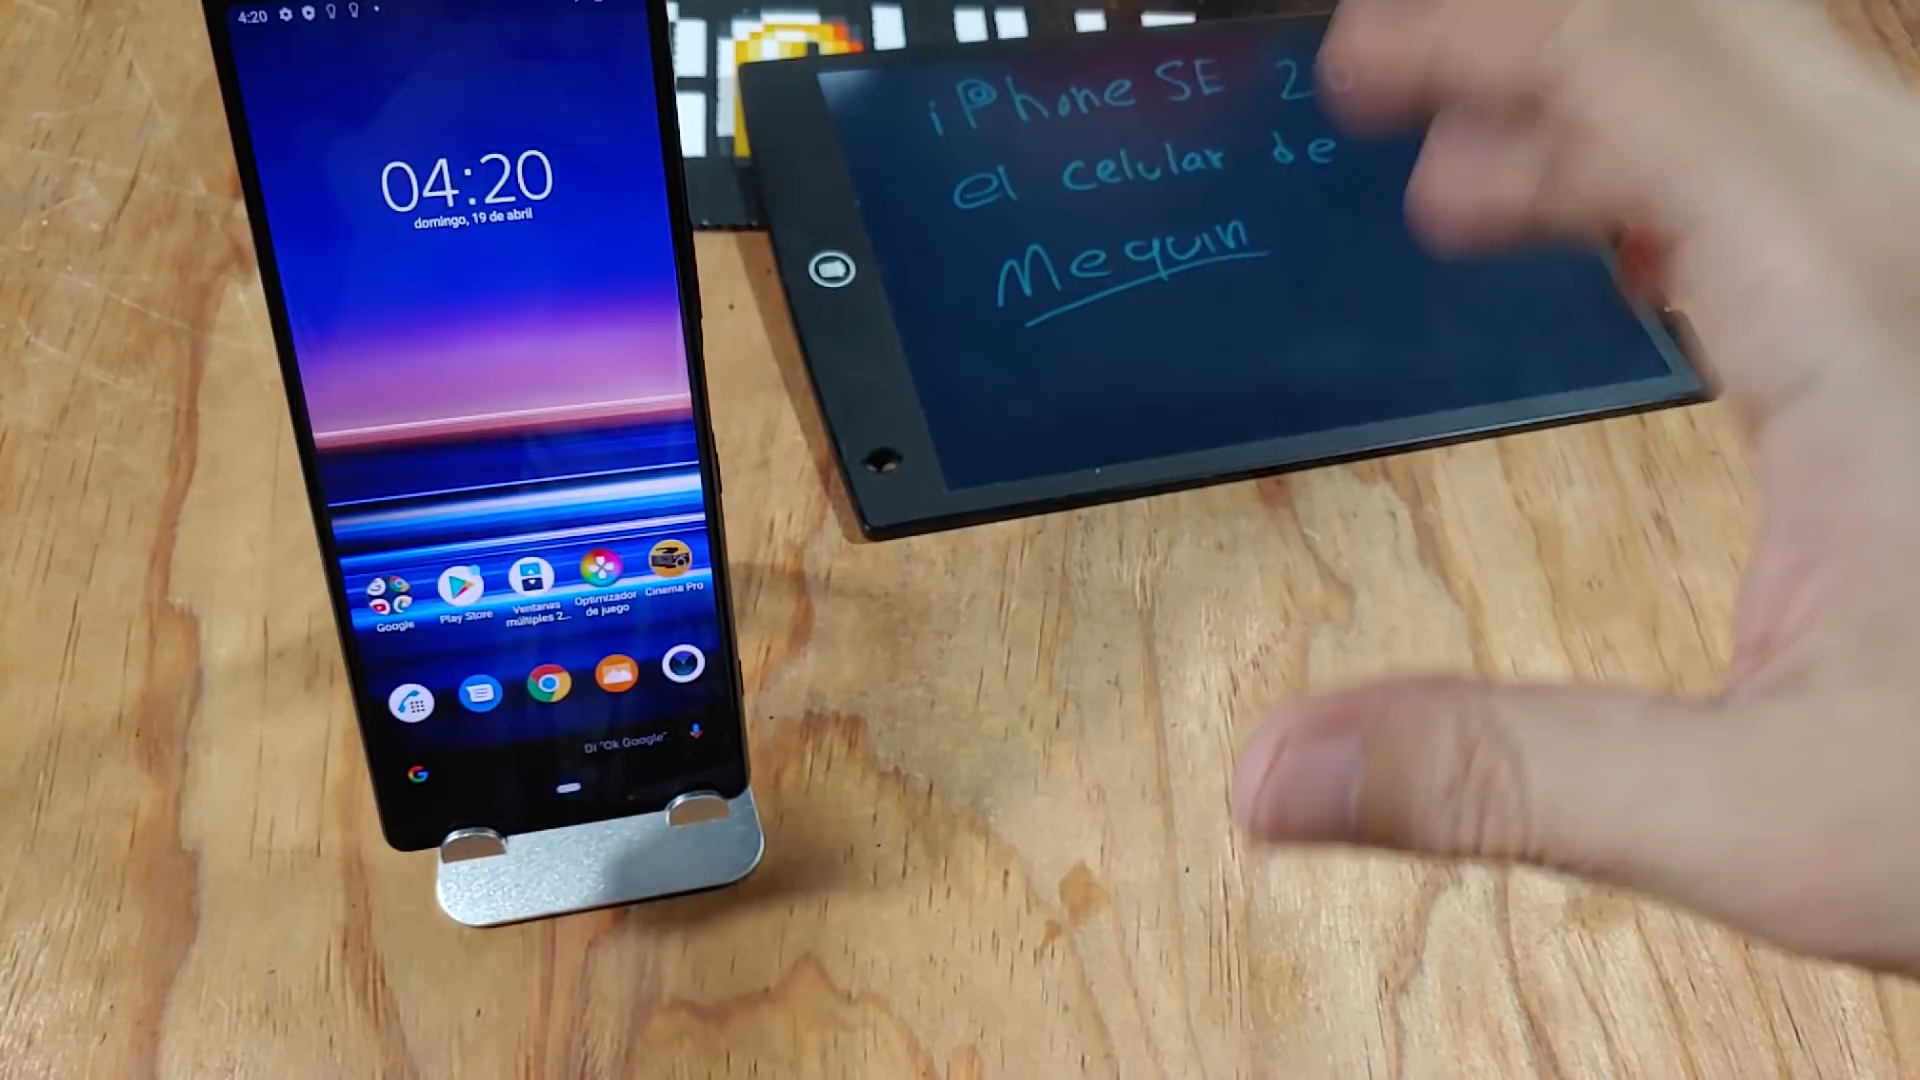 4:20
04:20
domingo, 19 de abril
Google
Play Store
Ventanas
múltiples 2...
Optimizador
de juego
Cinema Pro
Di "Ok Google"
iPhone SE
el celular de
Mequin